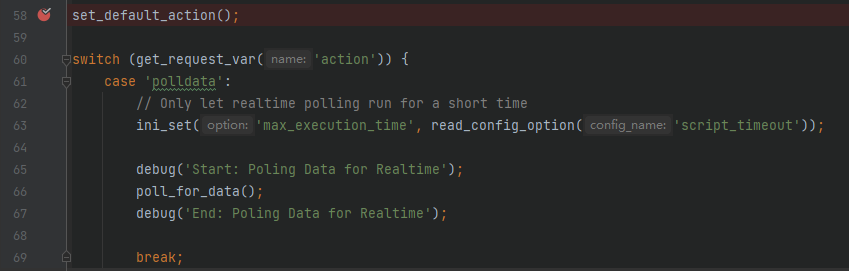 58 set_default_action();
59
60 switch (get_request_var( name: 'action')) {
61 case 'polldata':
62 // Only let realtime polling run for a short time
63 ini_set( option: 'max_execution_time', read_config_option( config_name: 'script_timeout'));
64
65 debug('Start: Poling Data for Realtime');
66 poll_for_data();
67 debug('End: Poling Data for Realtime');
68
69 break;